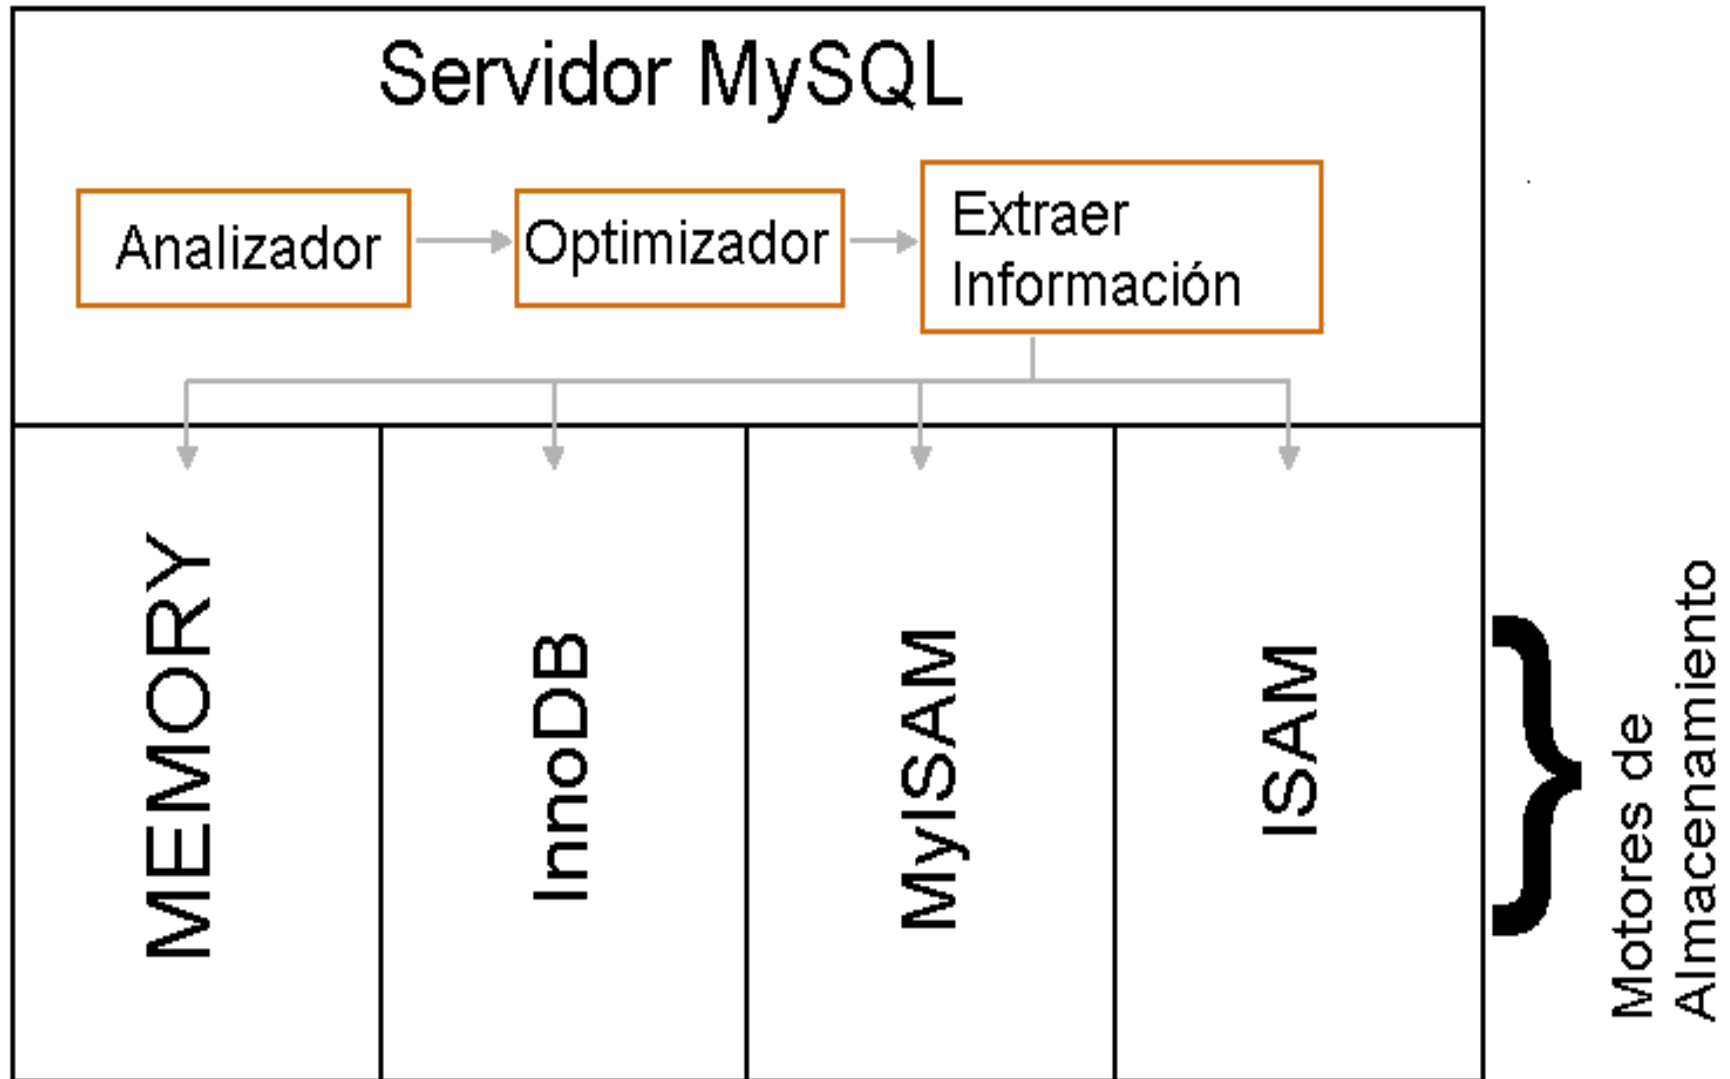 Servidor MySQL
Analizador
Optimizador
Extraer
Información
MEMORY
InnoDB
MyISAM
ISAM
Motores de
Almacenamiento